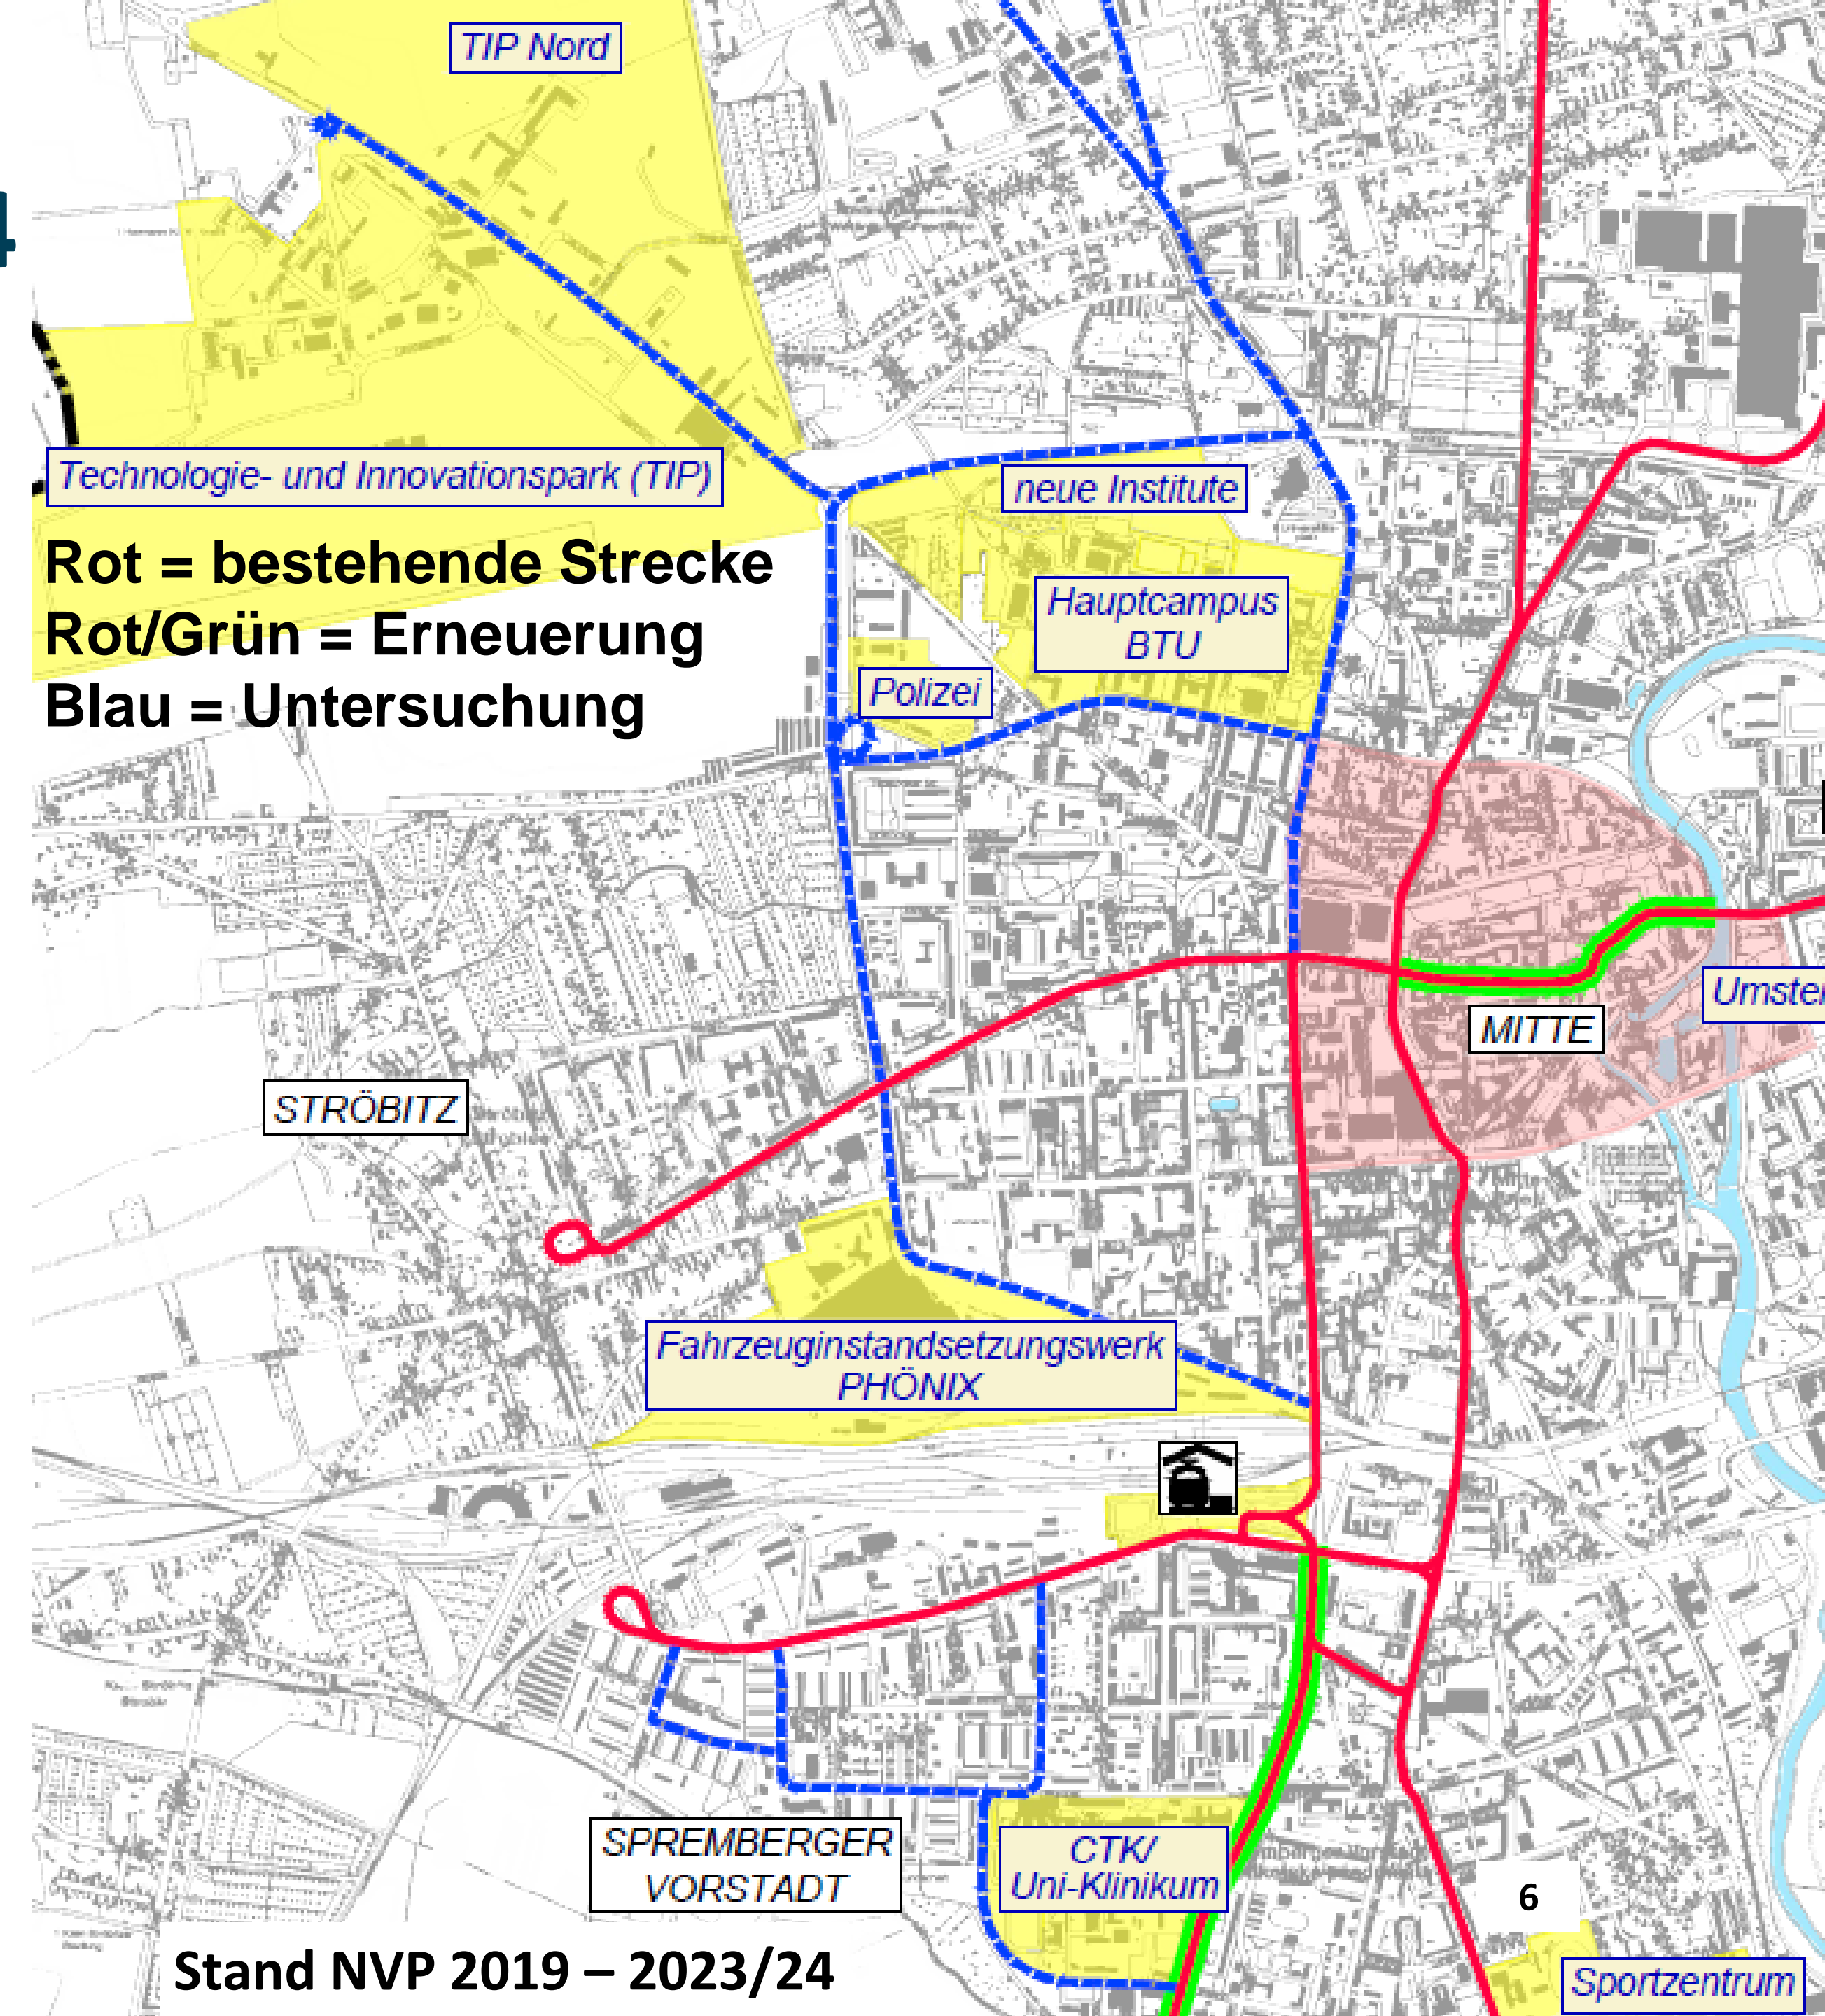 TIP Nord
4
Technologie- und Innovationspark (TIP)
neue Institute
Rot = bestehende Strecke
Rot/Grün = Erneuerung
Blau = Untersuchung
Hauptcampus
BTU
Polizei
MITTE
STRÖBITZ
Fahrzeuginstandsetzungswerk
PHÖNIX
SPREMBERGER
VORSTADT
CTK/
Uni-Klinikum
6
Stand NVP 2019 – 2023/24
Sportzentrum